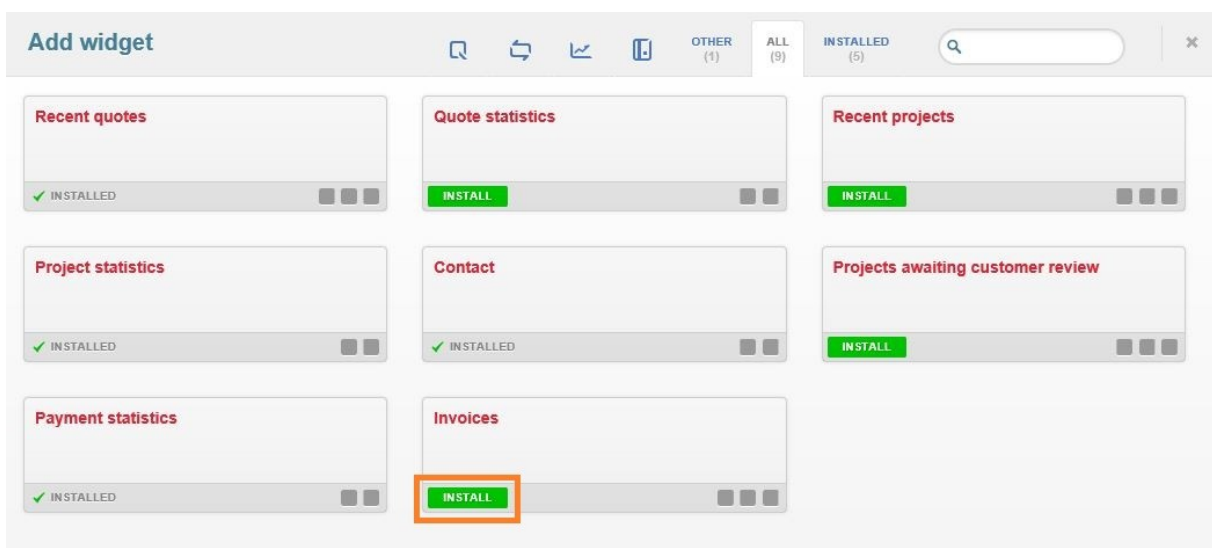 Add widget
OTHER
(1)
ALL
(9)
INSTALLED
(5)
Recent quotes
Quote statistics
Recent projects
INSTALLED
INSTALL
INSTALL
Project statistics
Contact
Projects awaiting customer review
INSTALLED
INSTALLED
INSTALL
Payment statistics
Invoices
INSTALLED
INSTALL